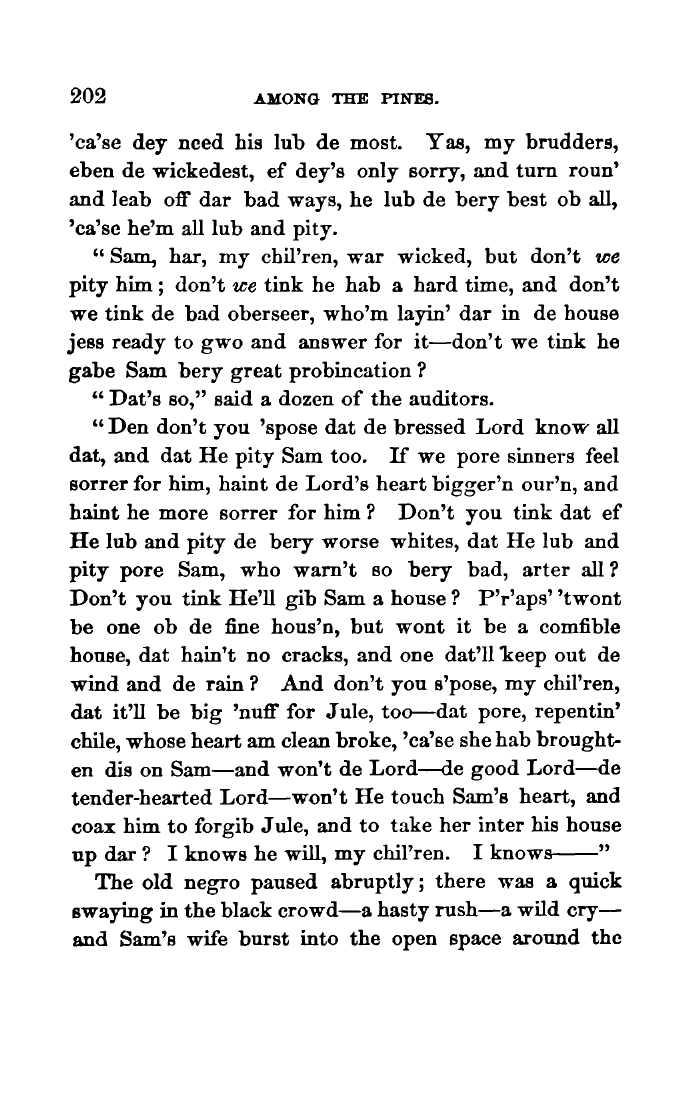 202 AMONG THE PINES.
'ca'se dey need his lub de most. Yas, my brudders,
eben de wickedest, ef dey's only sorry, and turn roun'
and leab off dar bad ways, he lub de bery best ob all,
'ca'se he'm all lub and pity.
"Sam, har, my chil'ren, war wicked, but don't we
pity him; don't we tink he hab a hard time, and don't
we tink de bad oberseer, who'm layin' dar in de house
jess ready to gwo and answer for it—don't we tink he
gabe Sam bery great probincation?
"Dat's so," said a dozen of the auditors.
"Den don't you 'spose dat de bressed Lord know all
dat, and dat He pity Sam too. If we pore sinners feel
sorrer for him, haint de Lord's heart bigger'n our'n, and
haint he more sorrer for him? Don't you tink dat ef
He lub and pity de bery worse whites, dat He lub and
pity pore Sam, who warn't so bery bad, arter all?
Don't you tink He'll gib Sam a house? P'r'aps' 'twont
be one ob de fine hous'n, but wont it be a comfible
house, dat hain't no cracks, and one dat'll keep out de
wind and de rain? And don't you s'pose, my chil'ren,
dat it'll be big 'nuff for Jule, too—dat pore, repentin'
chile, whose heart am clean broke, 'ca'se she hab brought-
en dis on Sam—and won't de Lord—de good Lord—de
tender-hearted Lord—won't He touch Sam's heart, and
coax him to forgib Jule, and to take her inter his house
up dar? I knows he will, my chil'ren. I knows——"
The old negro paused abruptly; there was a quick
swaying in the black crowd—a hasty rush—a wild cry—
and Sam's wife burst into the open space around the